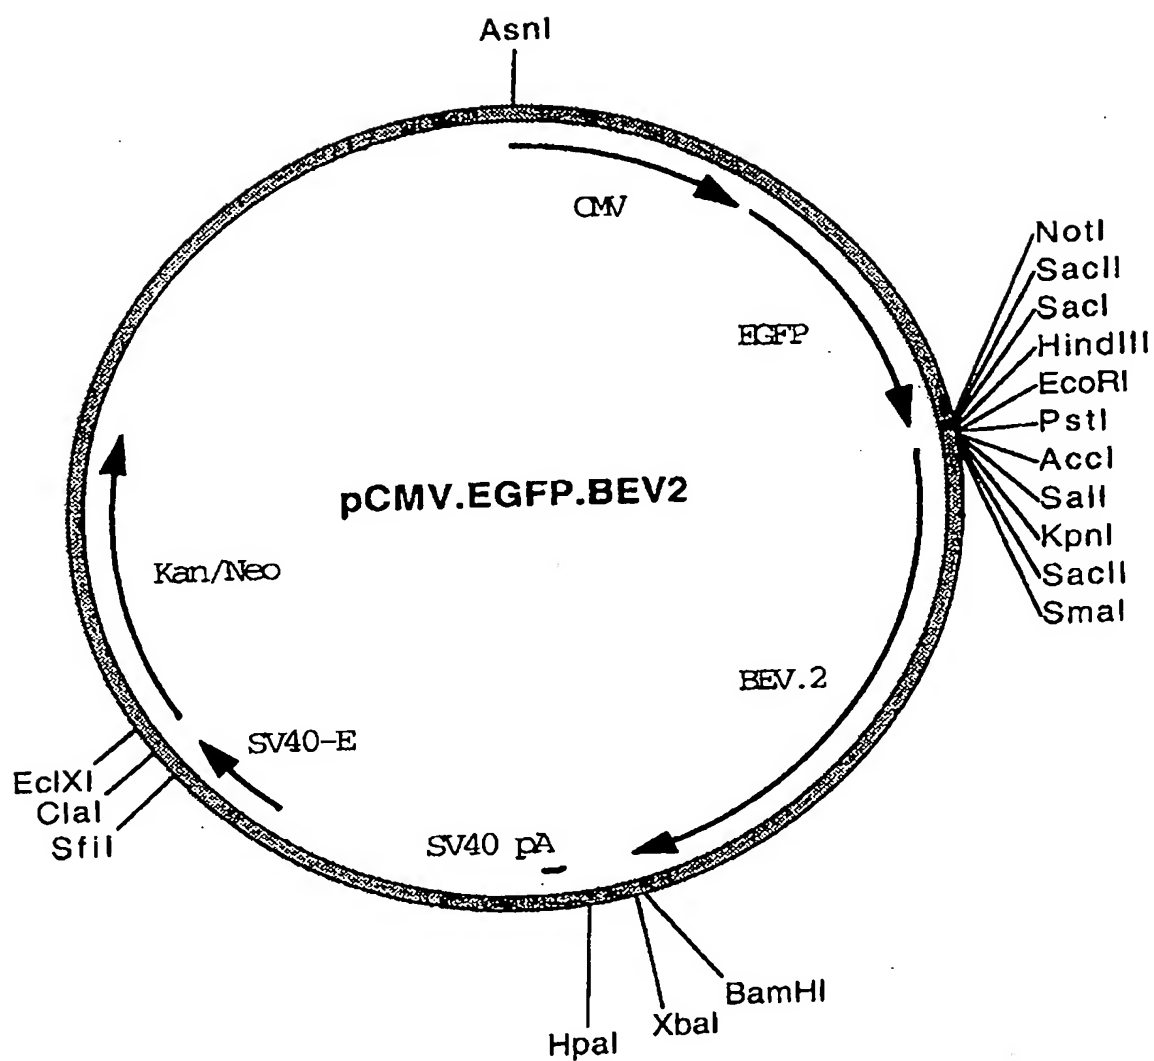 AsnI
CMV
EGFP
NotI
SacII
SacI
HindIII
EcoRI
PstI
AccI
SalI
KpnI
SacII
SmaI
pCMV.EGFP.BEV2
Kan/Neo
BEV.2
SV40-E
EclXI
ClaI
SfiI
SV40 pA
BamHI
XbaI
HpaI